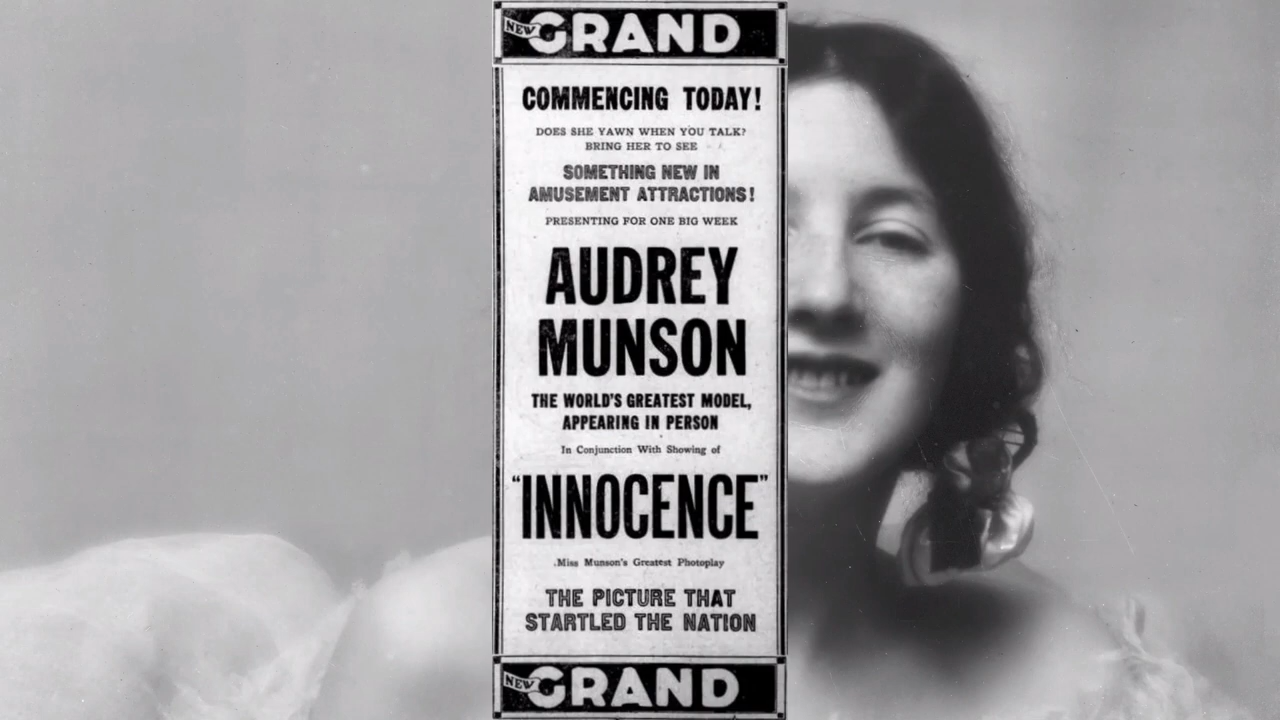 NEW GRAND
COMMENCING TODAY!
DOES SHE YAWN WHEN YOU TALK?
BRING HER TO SEE
SOMETHING NEW IN
AMUSEMENT ATTRACTIONS!
PRESENTING FOR ONE BIG WEEK
AUDREY
MUNSON
THE WORLD'S GREATEST MODEL,
APPEARING IN PERSON
In Conjunction With Showing of
"INNOCENCE"
Miss Munson's Greatest Photoplay
THE PICTURE THAT
STARTLED THE NATION
NEW GRAND